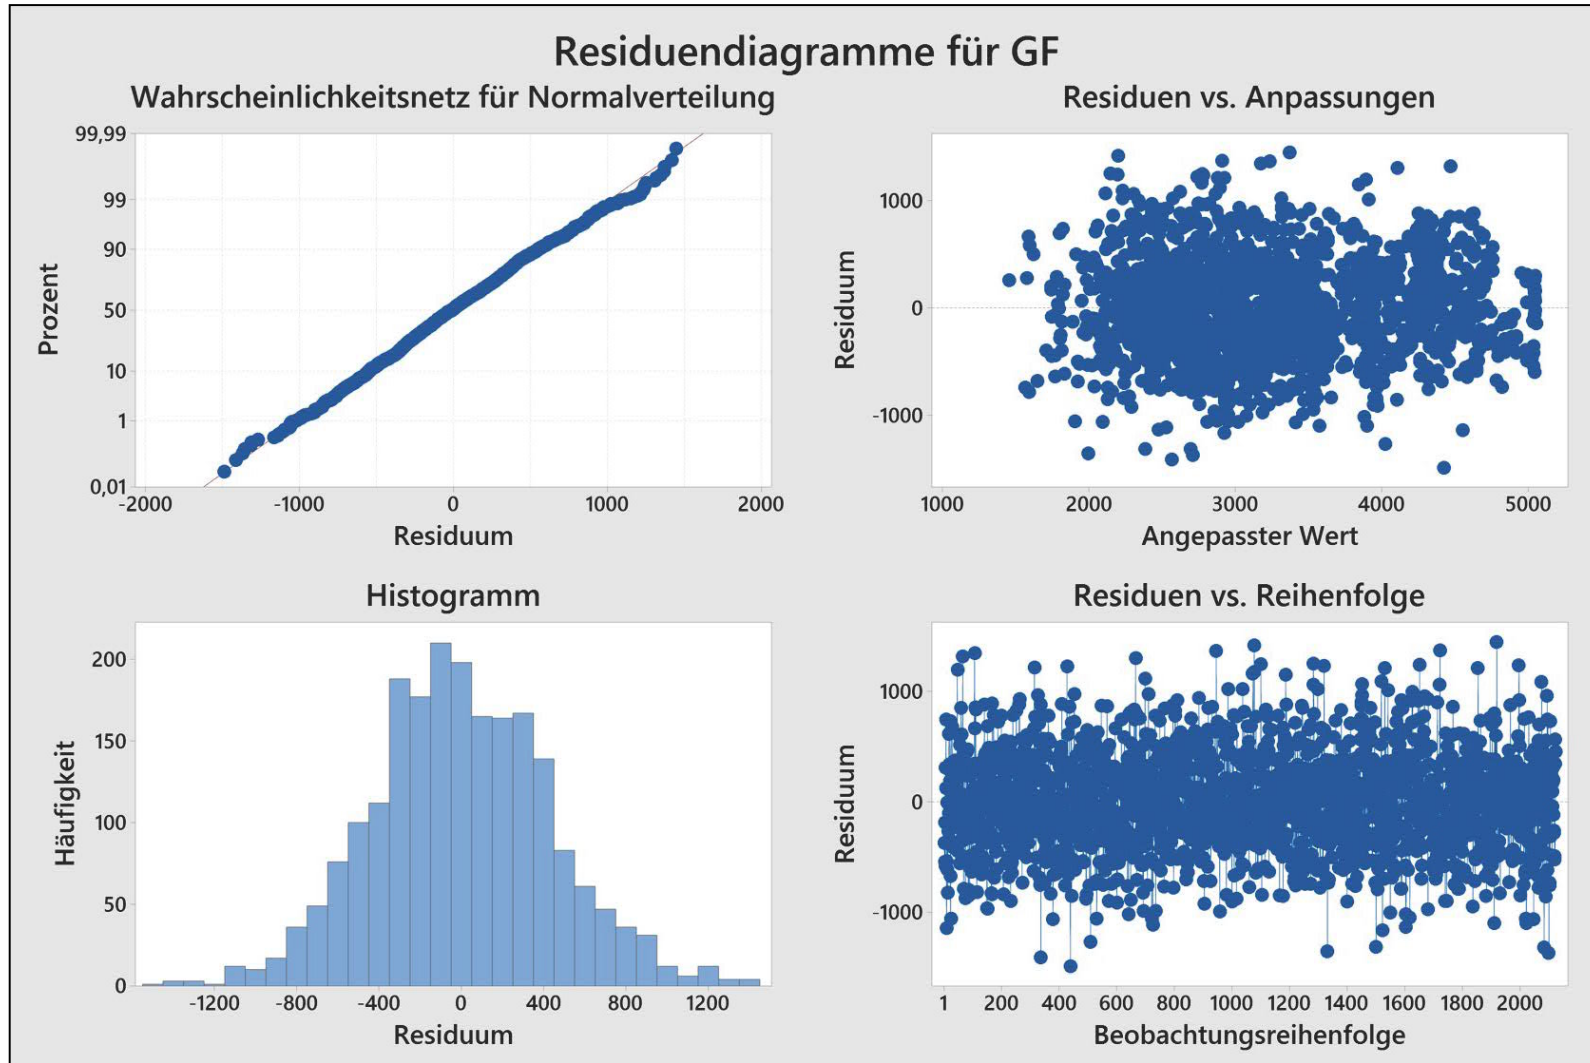 Residuendiagramme für GF
Wahrscheinlichkeitsnetz für Normalverteilung
99,99
99
90
50
10
1
0,01
Prozent
-2000 -1000 0 1000 2000
Residuum
Residuen vs. Anpassungen
1000
0
-1000
Residuum
1000 2000 3000 4000 5000
Angepasster Wert
Histogramm
200
150
100
50
0
Häufigkeit
-1200 -800 -400 0 400 800 1200
Residuum
Residuen vs. Reihenfolge
1000
0
-1000
Residuum
1 200 400 600 800 1000 1200 1400 1600 1800 2000
Beobachtungsreihenfolge